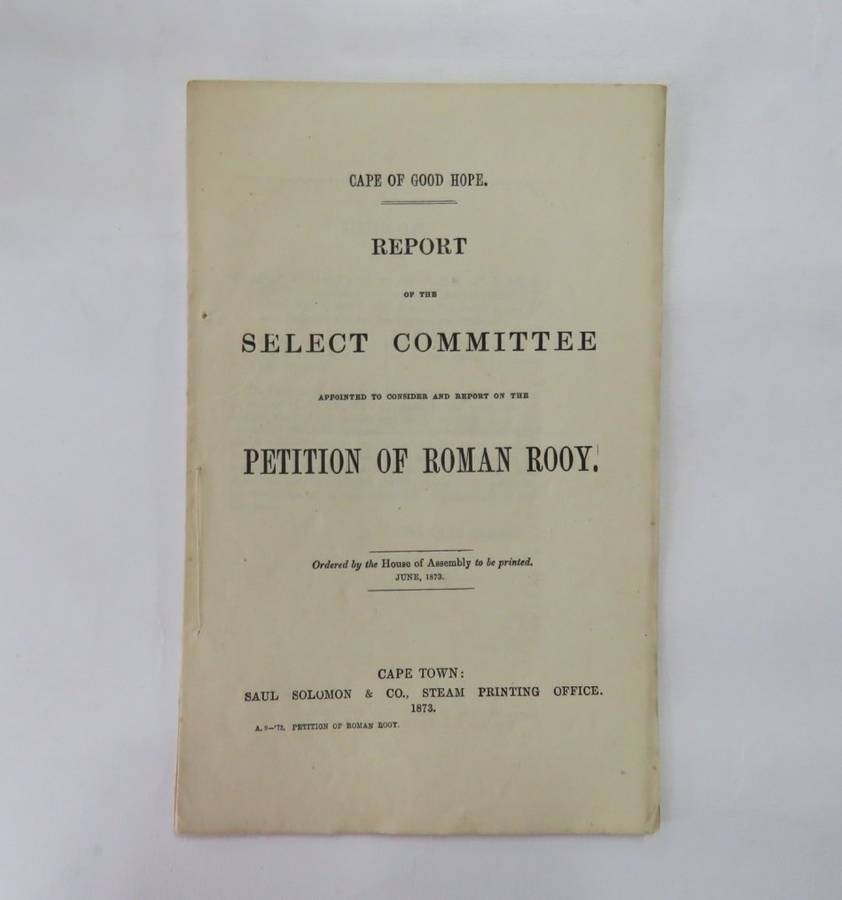 CAPE OF GOOD HOPE.
REPORT
OF THE
SELECT COMMITTEE
APPOINTED TO CONSIDER AND REPORT ON THE
PETITION OF ROMAN ROOY.
Ordered by the House of Assembly to be printed.
JUNE, 1873.
CAPE TOWN:
SAUL SOLOMON & CO., STEAM PRINTING OFFICE.
1873.
PETITION OF ROMAN ROOY.